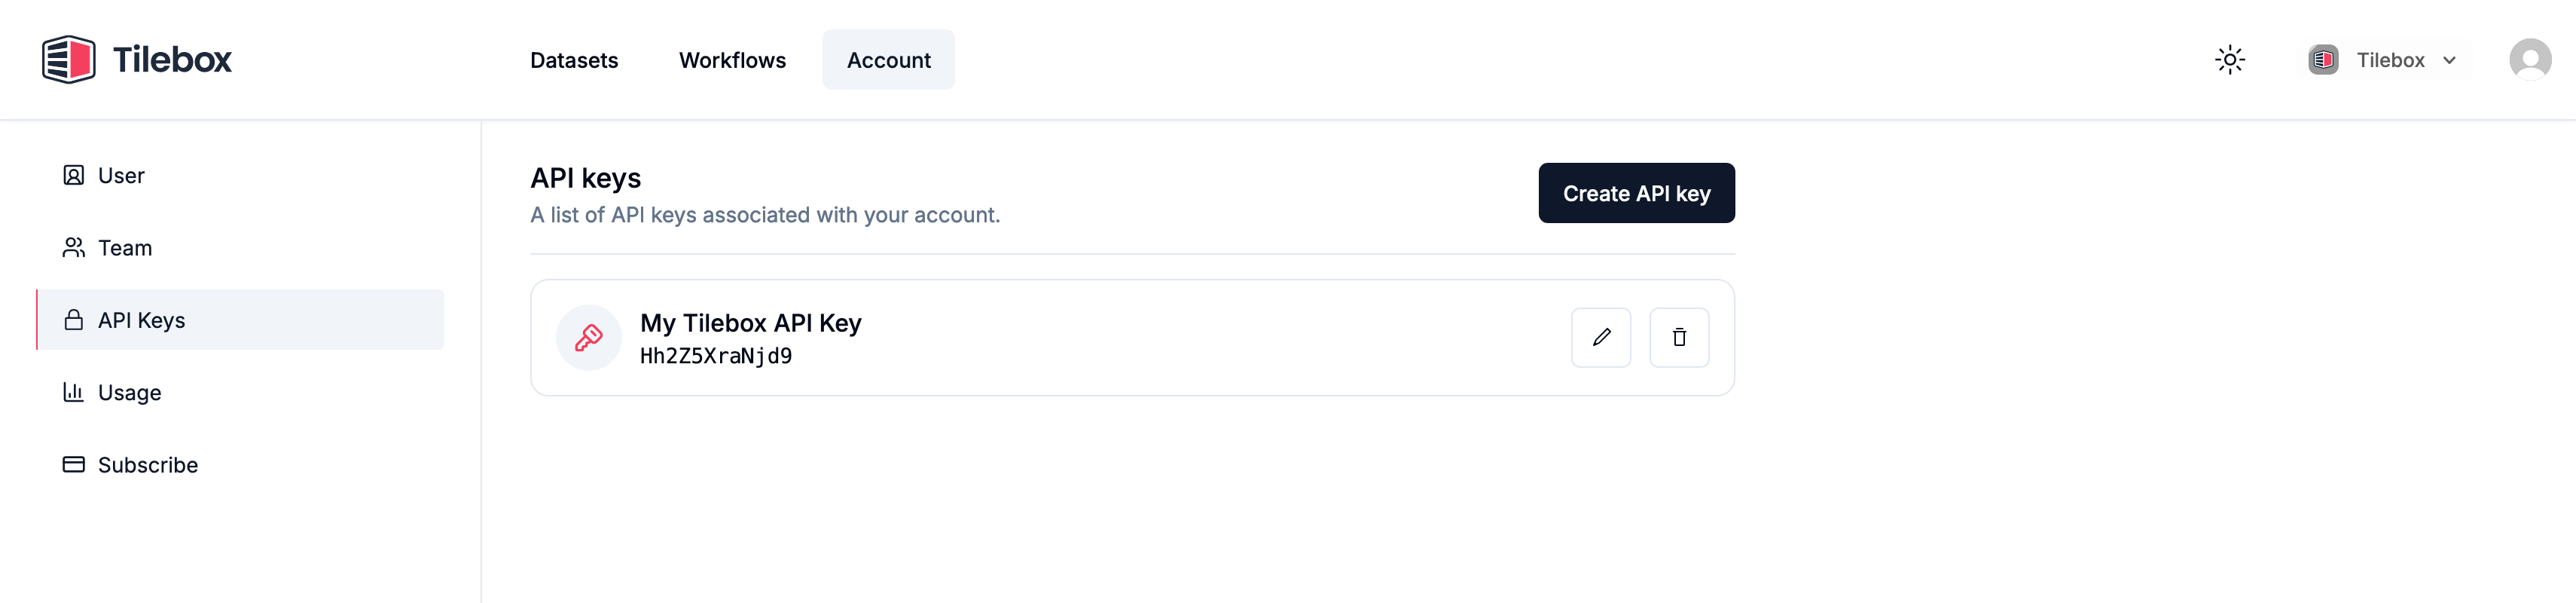 Tilebox
Datasets Workflows Account
Tilebox
User
Team
API Keys
Usage
Subscribe
API keys
A list of API keys associated with your account.
Create API key
My Tilebox API Key
Hh2Z5XraNjd9